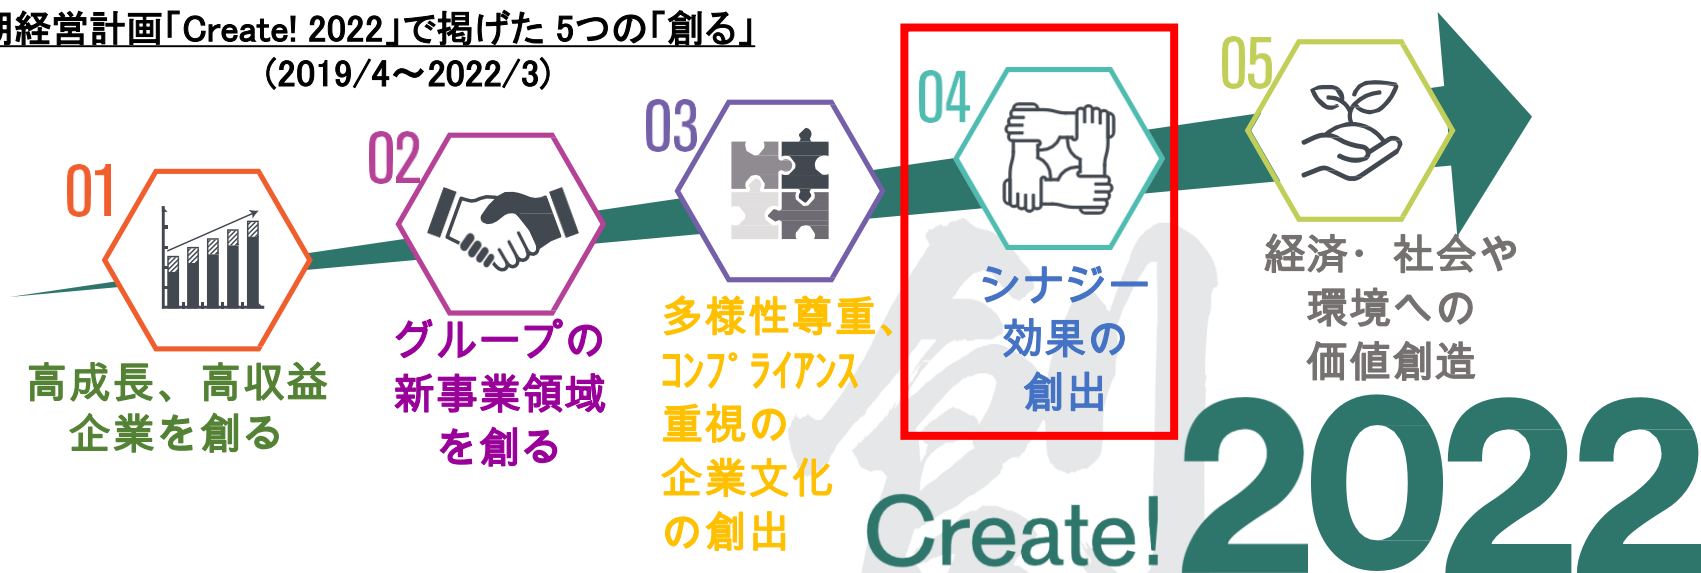 期経営計画「Create! 2022」で掲げた 5つの「創る」
(2019/4～2022/3)
01
高成長、高収益
企業を創る
02
グループの
新事業領域
を創る
03
多様性尊重、
ｺﾝﾌﾟﾗｲｱﾝｽ
重視の
企業文化
の創出
04
シナジー
効果の
創出
05
経済・社会や
環境への
価値創造
創
Create! 2022